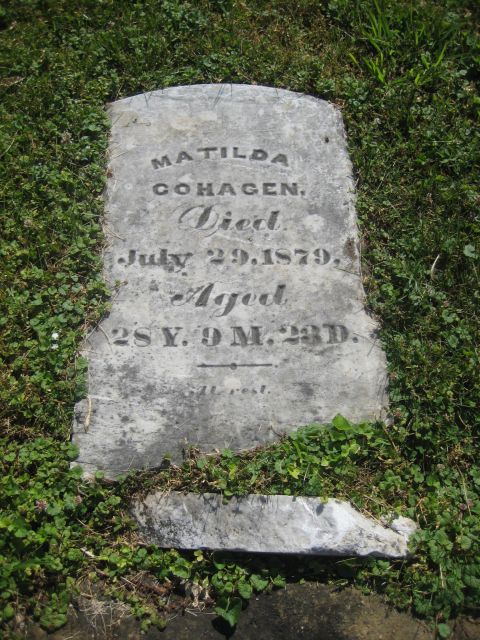 MATILDA
COHAGEN.
Died
July 29, 1879.
Aged
28 Y. 9 M. 23 D.
At rest.